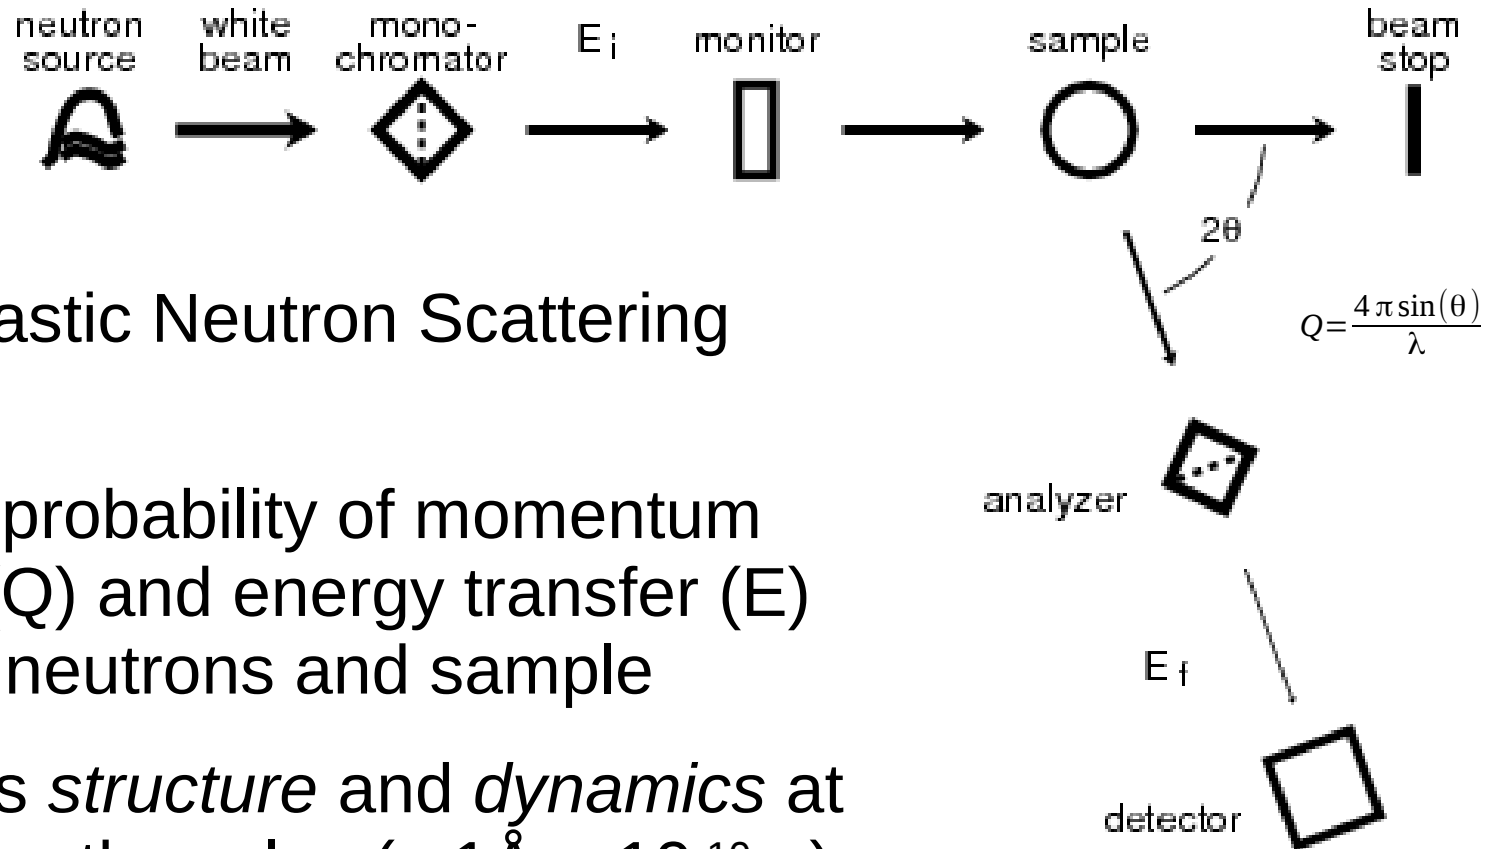 neutron source
white beam
mono-chromator
E i
monitor
sample
beam stop
2θ
Q=4 π sin(θ)/λ
astic Neutron Scattering
probability of momentum
Q) and energy transfer (E)
neutrons and sample
analyzer
E f
s structure and dynamics at
detector